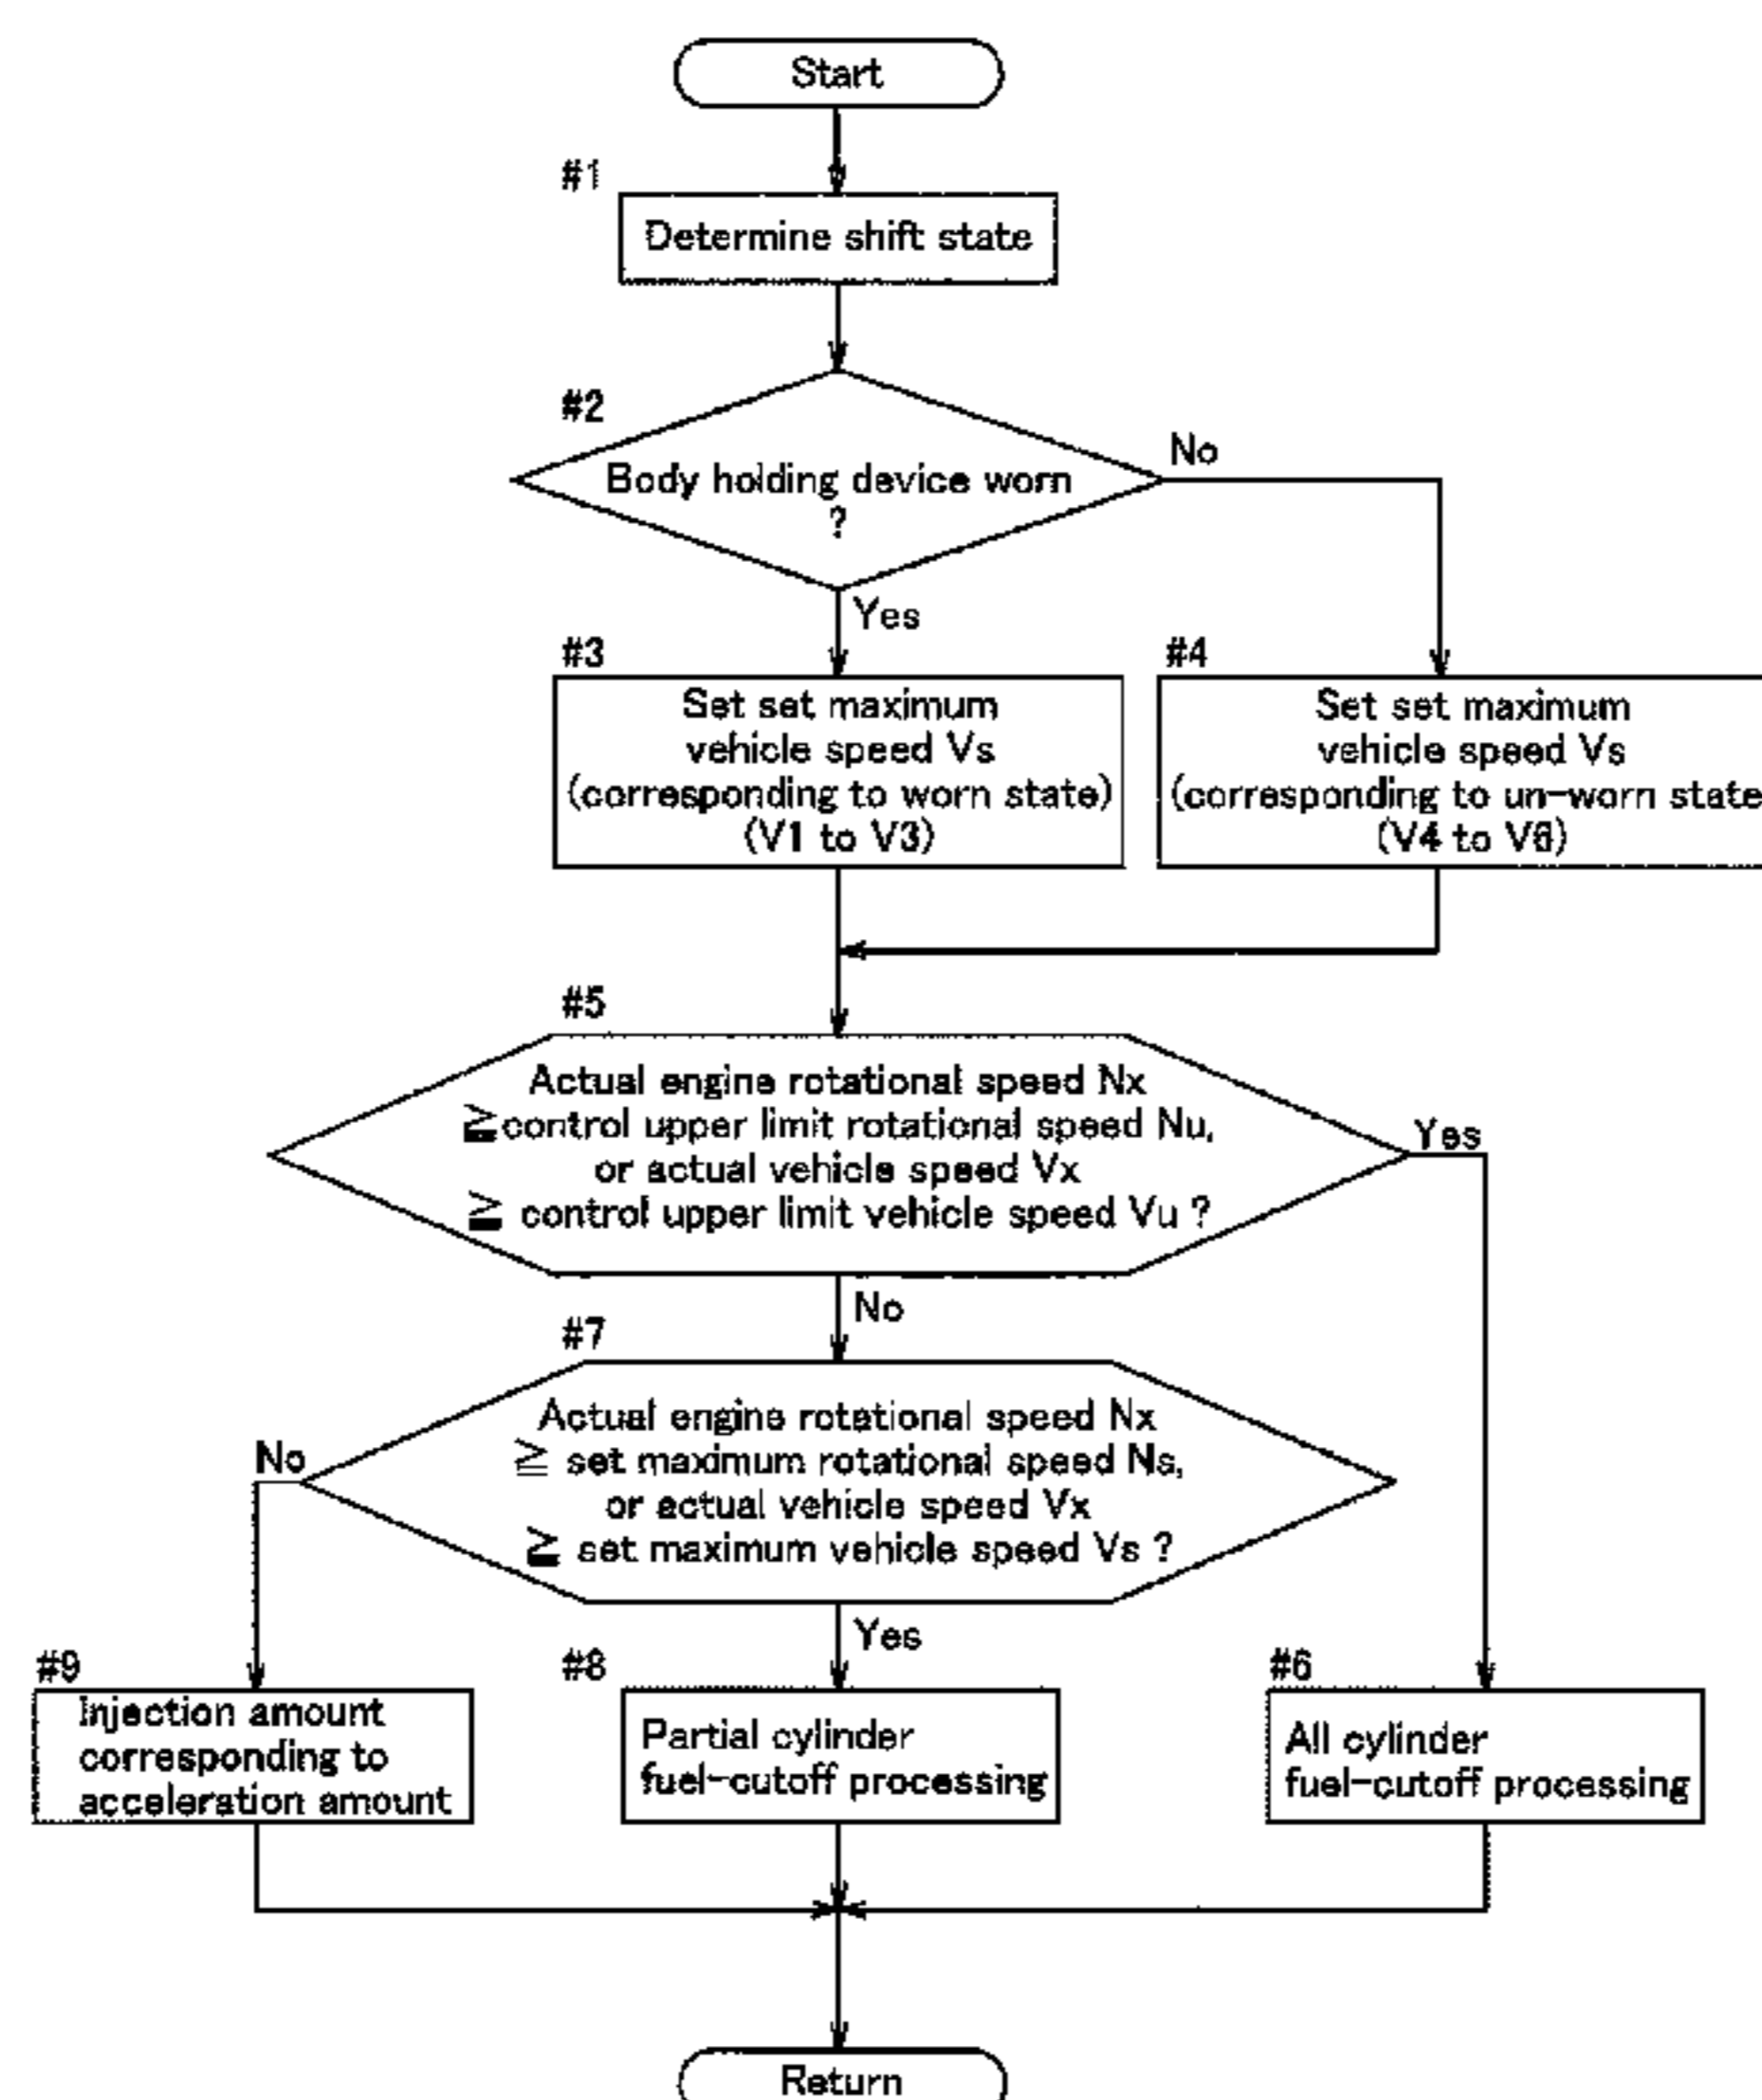 Start
#1
Determine shift state
#2
No
Body holding device worn
?
Yes
#3
Set set maximum
vehicle speed Vs
(corresponding to worn state)
(V1 to V3)
#4
Set set maximum
vehicle speed Vs
(corresponding to un-worn state
(V4 to V6)
#5
Actual engine rotational speed Nx
≧control upper limit rotational speed Nu,
or actual vehicle speed Vx
≧ control upper limit vehicle speed Vu ?
Yes
No
#7
Actual engine rotational speed Nx
≧ set maximum rotational speed Ns,
or actual vehicle speed Vx
≧ set maximum vehicle speed Vs ?
No
Yes
#9
Injection amount
corresponding to
acceleration amount
#8
Partial cylinder
fuel-cutoff processing
#6
All cylinder
fuel-cutoff processing
Return